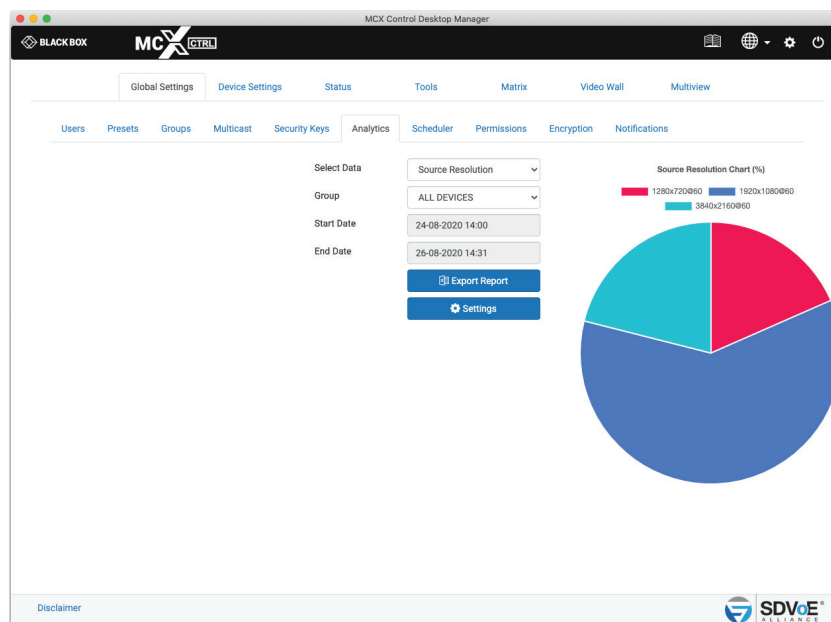 MCX Control Desktop Manager
BLACK BOX
MCX CTRL
Global Settings Device Settings Status Tools Matrix Video Wall Multiview
Users Presets Groups Multicast Security Keys Analytics Scheduler Permissions Encryption Notifications
Select Data Source Resolution
Group ALL DEVICES
Start Date 24-08-2020 14:00
End Date 26-08-2020 14:31
Export Report
Settings
Source Resolution Chart (%)
1280x720@60 1920x1080@60
3840x2160@60
Disclaimer
SDVoE
ALLIANCE